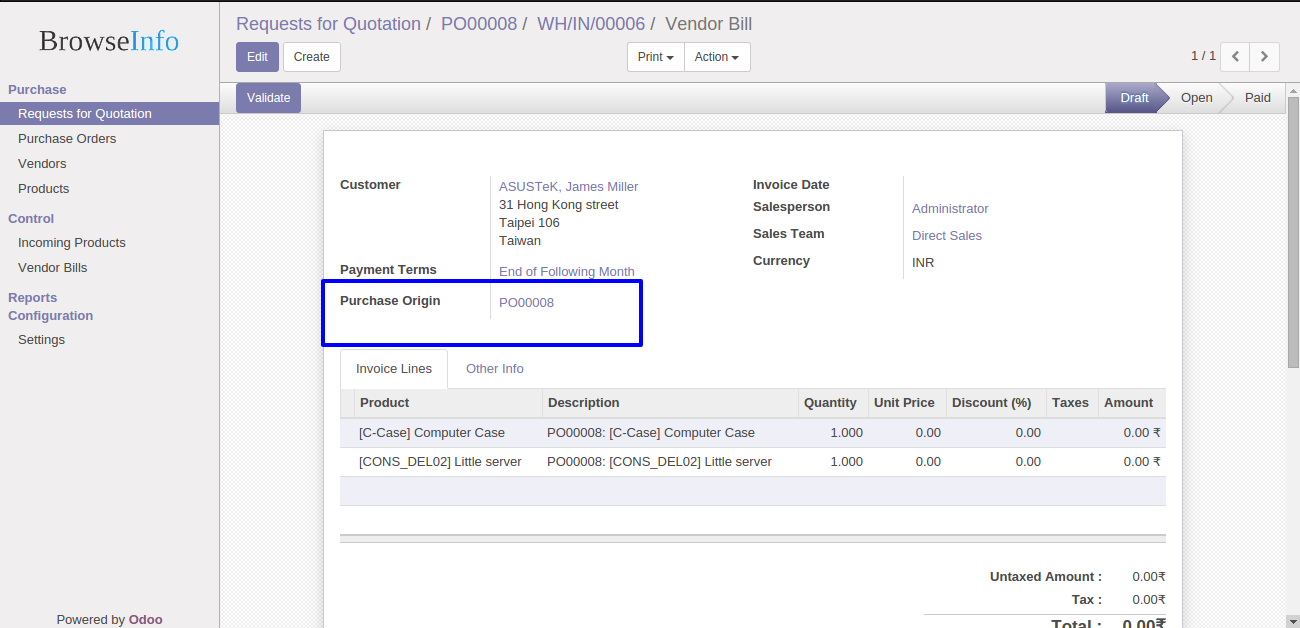 BrowseInfo
Purchase
Requests for Quotation
Purchase Orders
Vendors
Products
Control
Incoming Products
Vendor Bills
Reports
Configuration
Settings
Powered by Odoo
Requests for Quotation / PO00008 / WH/IN/00006 / Vendor Bill
Edit Create Print Action 1 / 1
Validate Draft Open Paid
Customer ASUSTeK, James Miller
31 Hong Kong street
Taipei 106
Taiwan
Payment Terms End of Following Month
Purchase Origin PO00008
Invoice Date
Salesperson Administrator
Sales Team Direct Sales
Currency INR
Invoice Lines Other Info
Product Description Quantity Unit Price Discount (%) Taxes Amount
[C-Case] Computer Case PO00008: [C-Case] Computer Case 1.000 0.00 0.00 0.00 ₹
[CONS_DEL02] Little server PO00008: [CONS_DEL02] Little server 1.000 0.00 0.00 0.00 ₹
Untaxed Amount : 0.00₹
Tax : 0.00₹
Total : 0.00₹